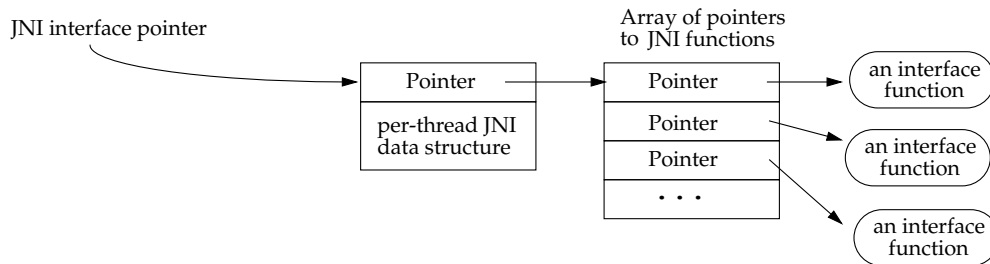 JNI interface pointer
Array of pointers
to JNI functions
Pointer
per-thread JNI
data structure
Pointer
Pointer
Pointer
. . .
an interface
function
an interface
function
an interface
function